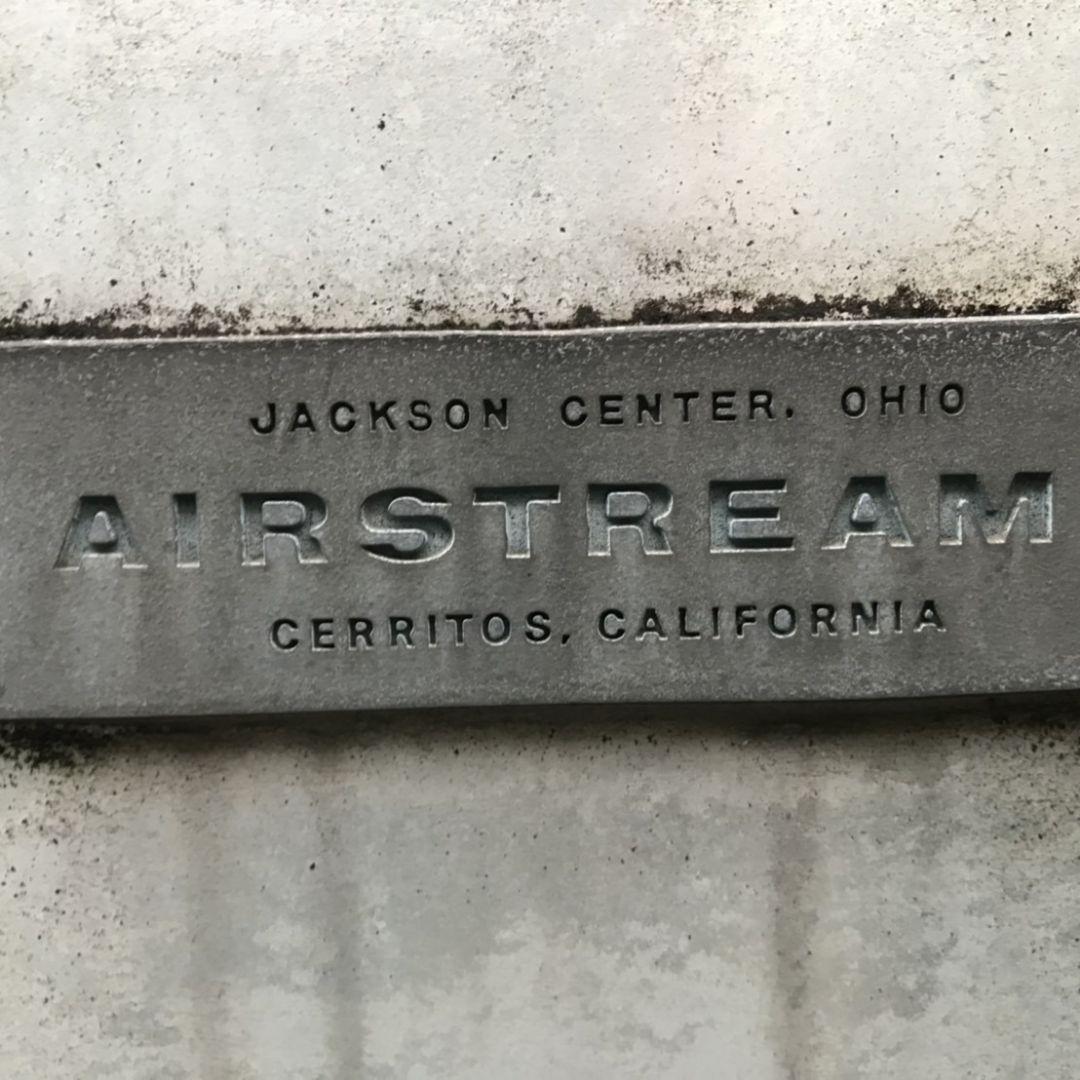 JACKSON CENTER. OHIO
AIRSTREAM
CERRITOS, CALIFORNIA